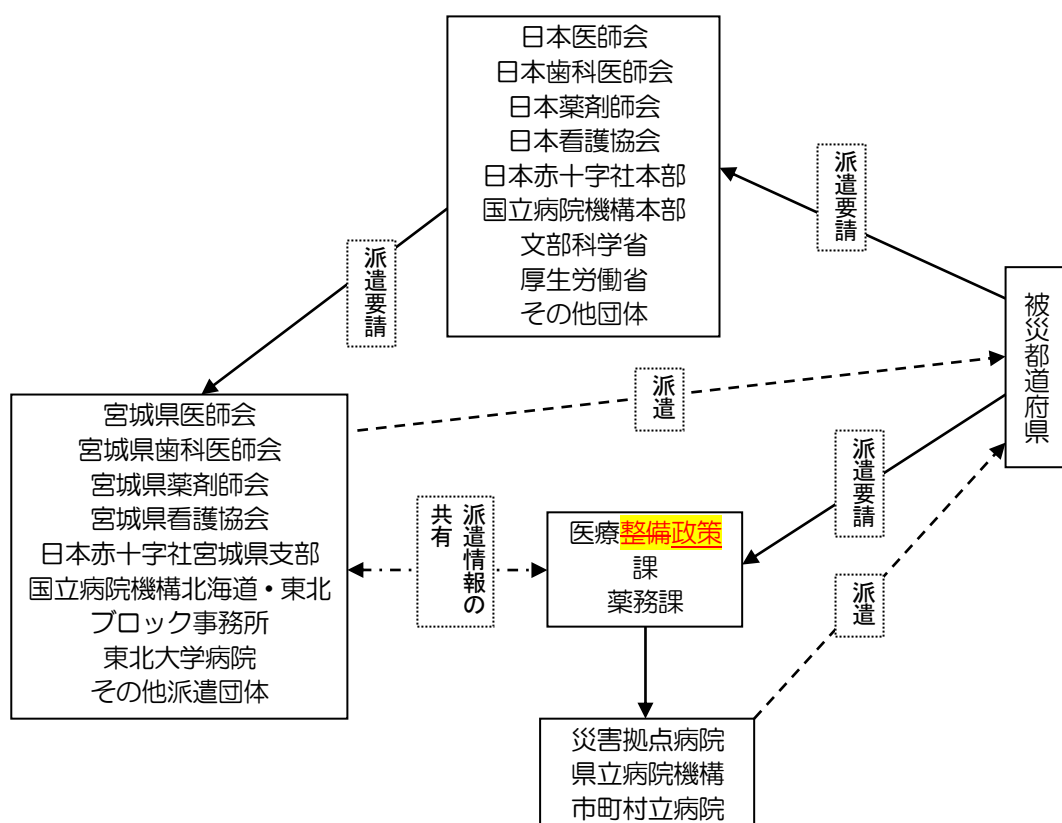 日本医師会
日本歯科医師会
日本薬剤師会
日本看護協会
日本赤十字社本部
国立病院機構本部
文部科学省
厚生労働省
その他団体
派遣要請
派遣要請
被災都道府県
派遣
宮城県医師会
宮城県歯科医師会
宮城県薬剤師会
宮城県看護協会
日本赤十字社宮城県支部
国立病院機構北海道・東北
ブロック事務所
東北大学病院
その他派遣団体
派遣情報の
共有
医療整備政策
課
薬務課
派遣要請
派遣
災害拠点病院
県立病院機構
市町村立病院